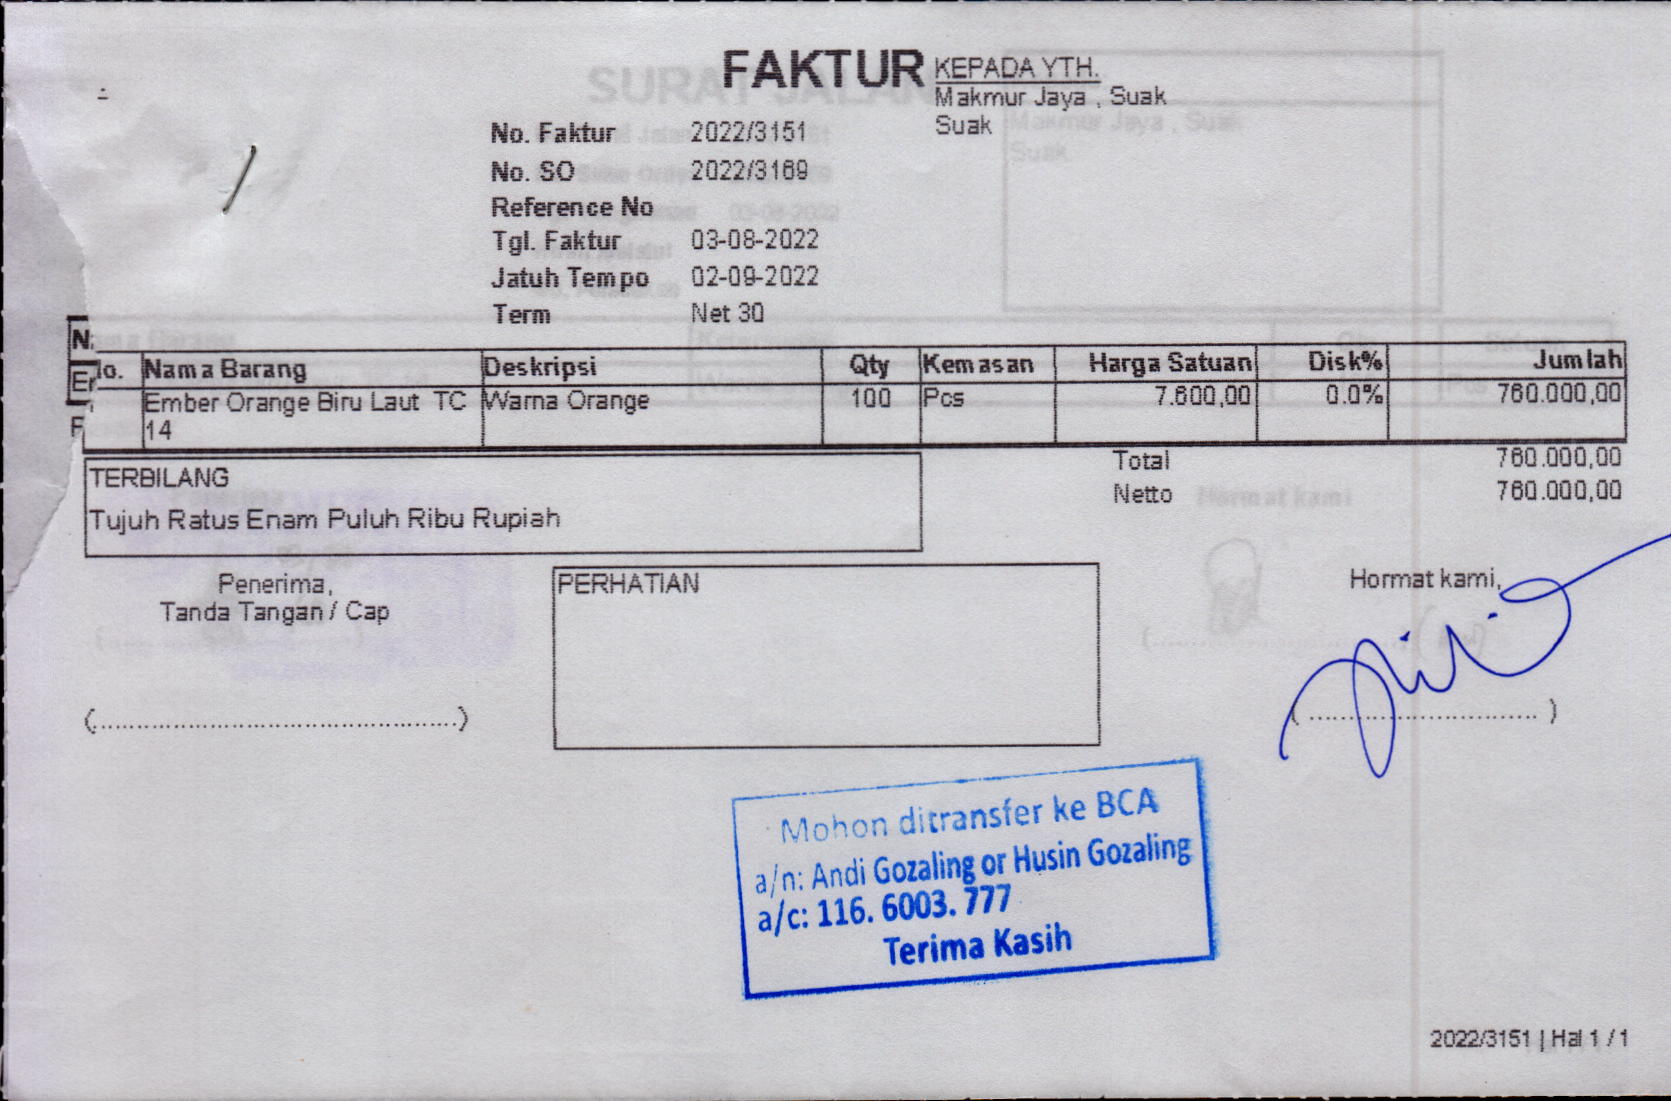 FAKTUR
KEPADA YTH.
Makmur Jaya , Suak
Suak
No. Faktur 2022/3151
No. SO 2022/3169
Reference No
Tgl. Faktur 03-08-2022
Jatuh Tempo 02-09-2022
Term Net 30
No. Nama Barang Deskripsi Qty Kemasan Harga Satuan Disk% Jumlah
Ember Orange Biru Laut TC Warna Orange 100 Pcs 7.600,00 0.0% 760.000,00
14
Total 760.000,00
Netto 760.000,00
TERBILANG
Tujuh Ratus Enam Puluh Ribu Rupiah
Penerima,
Tanda Tangan / Cap
(............................................)
PERHATIAN
Hormat kami,
( ........................... )
Mohon ditransfer ke BCA
a/n: Andi Gozaling or Husin Gozaling
a/c: 116. 6003. 777
Terima Kasih
2022/3151 | Hal 1 / 1